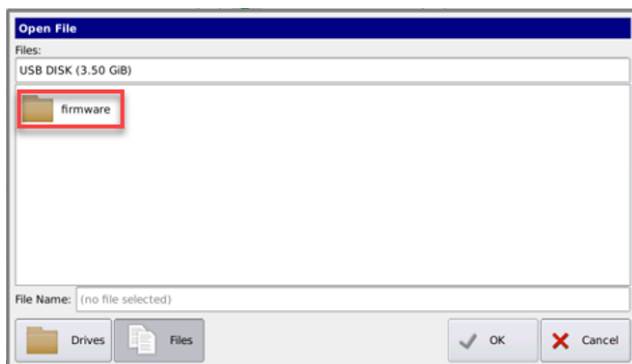 Open File
Files:
USB DISK (3.50 GiB)
firmware
File Name: (no file selected)
Drives Files OK Cancel